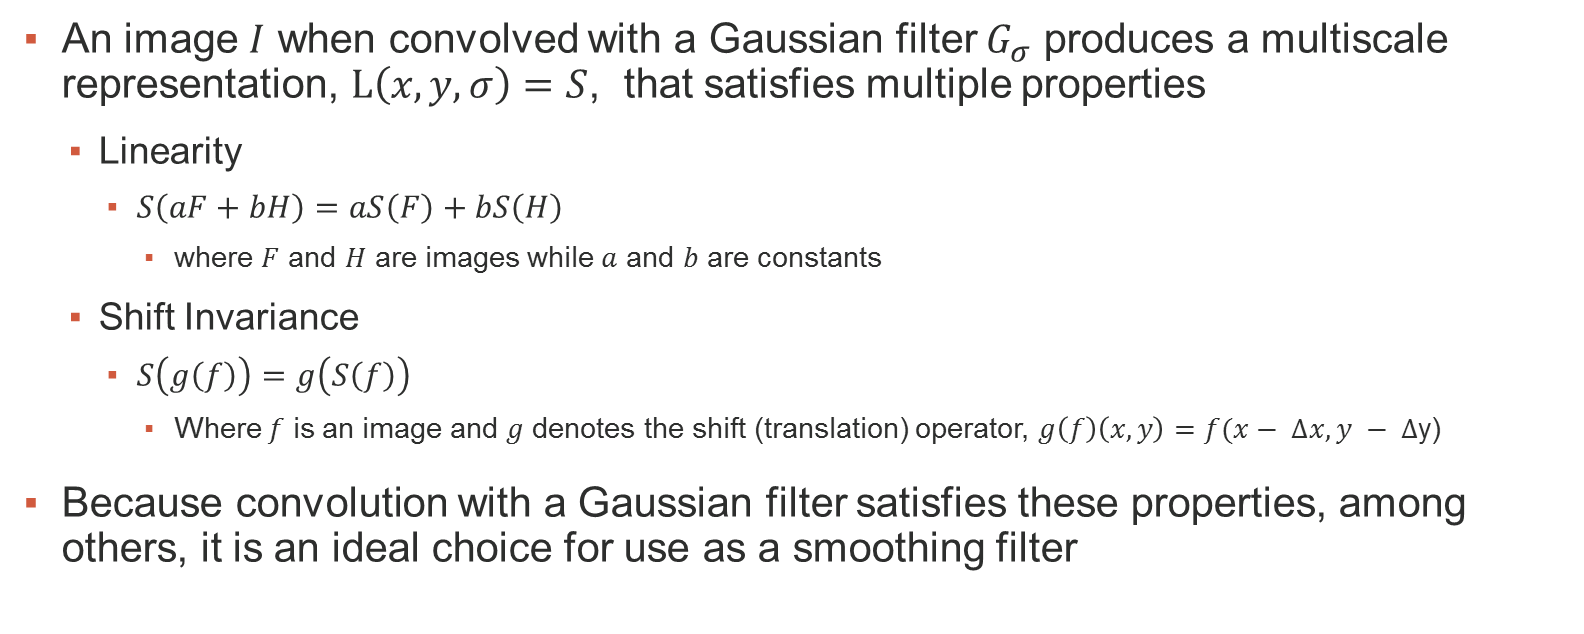 ▪ An image 𝐼 when convolved with a Gaussian filter 𝐺𝜎 produces a multiscale
representation, L(𝑥, 𝑦, 𝜎) = 𝑆, that satisfies multiple properties
▪ Linearity
▪ 𝑆(𝑎𝐹 + 𝑏𝐻) = 𝑎𝑆(𝐹) + 𝑏𝑆(𝐻)
▪ where 𝐹 and 𝐻 are images while 𝑎 and 𝑏 are constants
▪ Shift Invariance
▪ 𝑆(𝑔(𝑓)) = 𝑔(𝑆(𝑓))
▪ Where 𝑓 is an image and 𝑔 denotes the shift (translation) operator, 𝑔(𝑓)(𝑥, 𝑦) = 𝑓(𝑥 − Δ𝑥, 𝑦 − Δy)
▪ Because convolution with a Gaussian filter satisfies these properties, among
others, it is an ideal choice for use as a smoothing filter